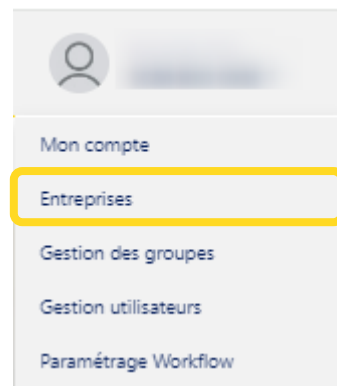 Mon compte
Entreprises
Gestion des groupes
Gestion utilisateurs
Paramétrage Workflow